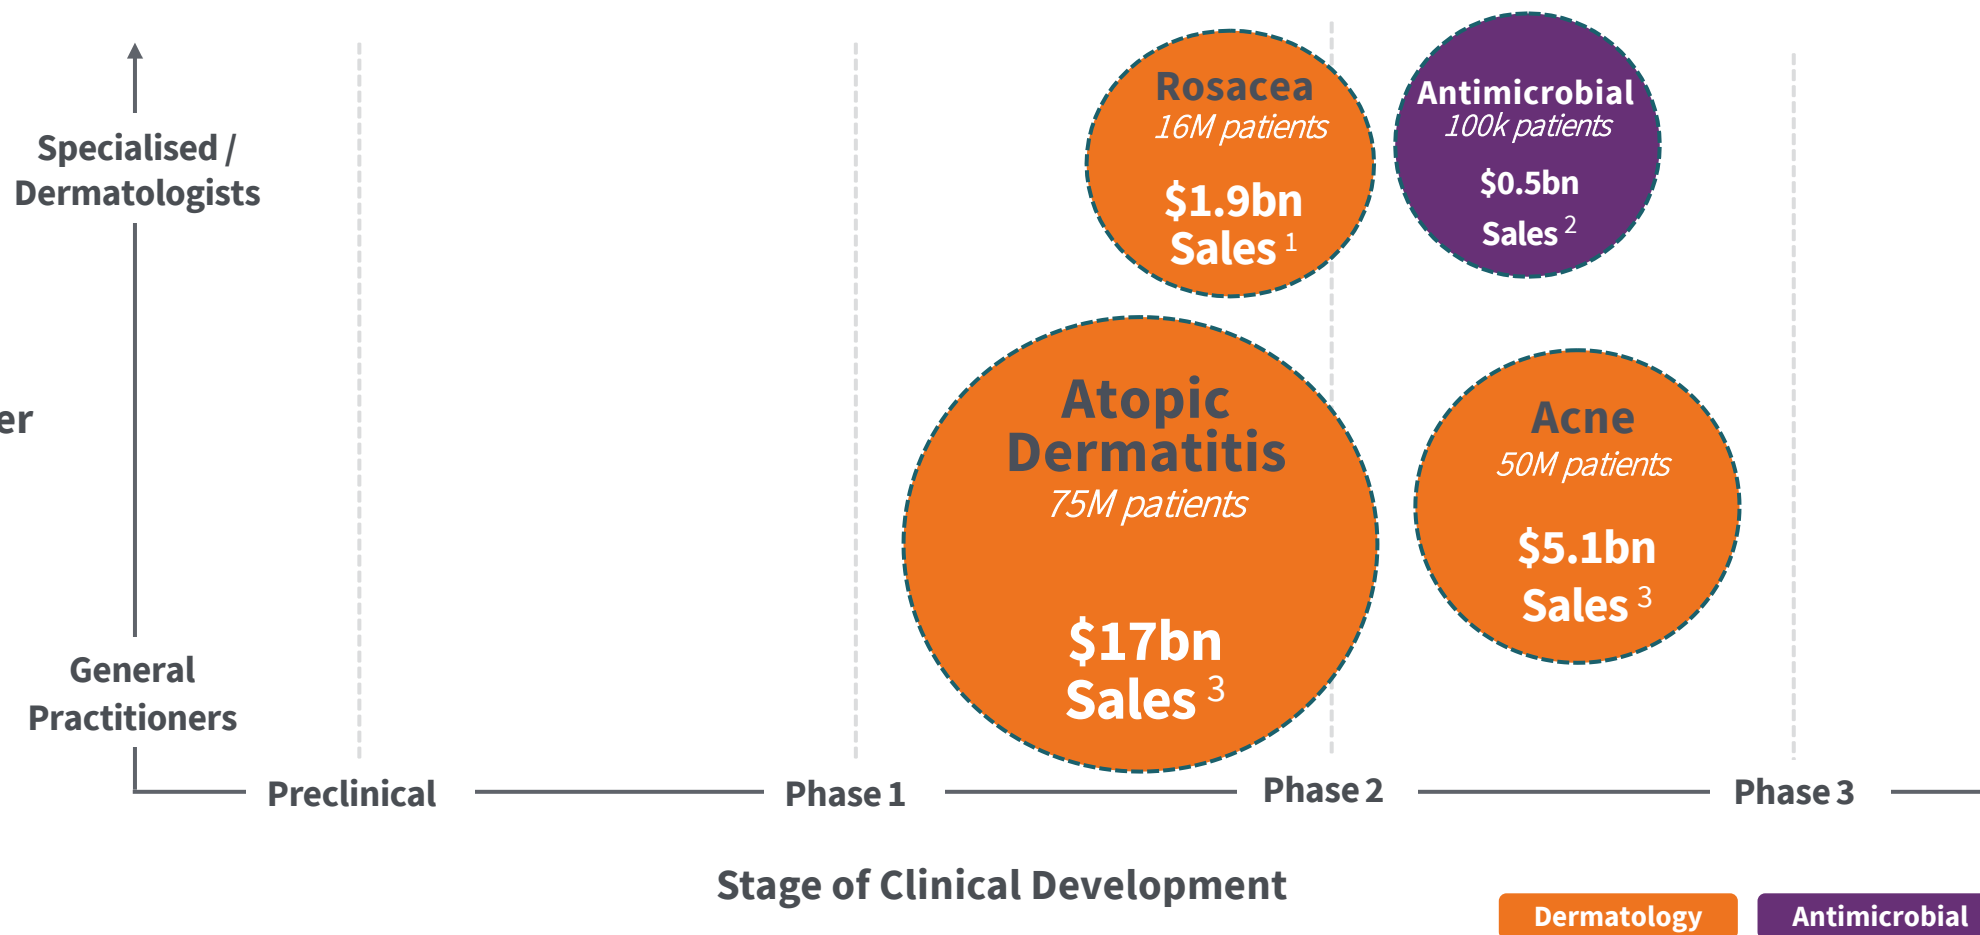 Specialised /
Dermatologists
er
General
Practitioners
Rosacea
16M patients
$1.9bn
Sales 1
Antimicrobial
100k patients
$0.5bn
Sales 2
Atopic
Dermatitis
75M patients
$17bn
Sales 3
Acne
50M patients
$5.1bn
Sales 3
Preclinical
Phase 1
Phase 2
Phase 3
Stage of Clinical Development
Dermatology
Antimicrobial